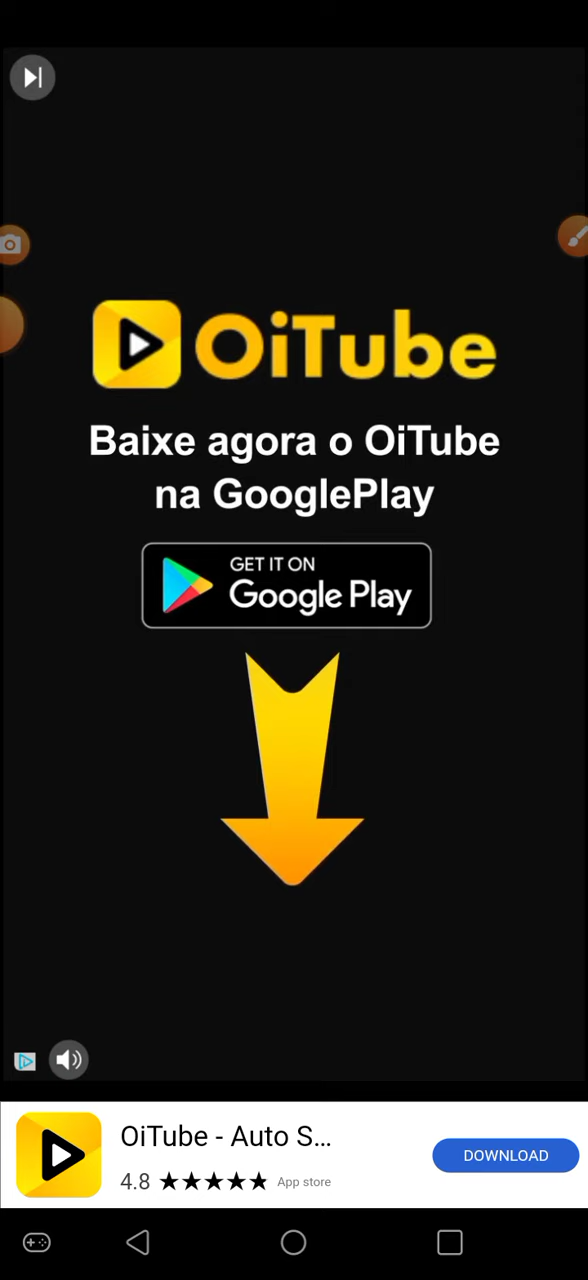 OiTube
Baixe agora o OiTube
na GooglePlay
GET IT ON
Google Play
OiTube - Auto S...
4.8 ★★★★★ App store
DOWNLOAD